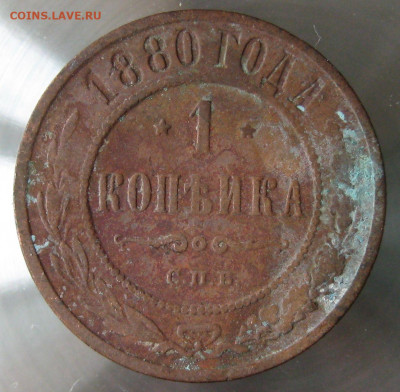 COINS.LAVE.RU
1880 ГОДА
1
КОПѢЙКА
С.П.Б.